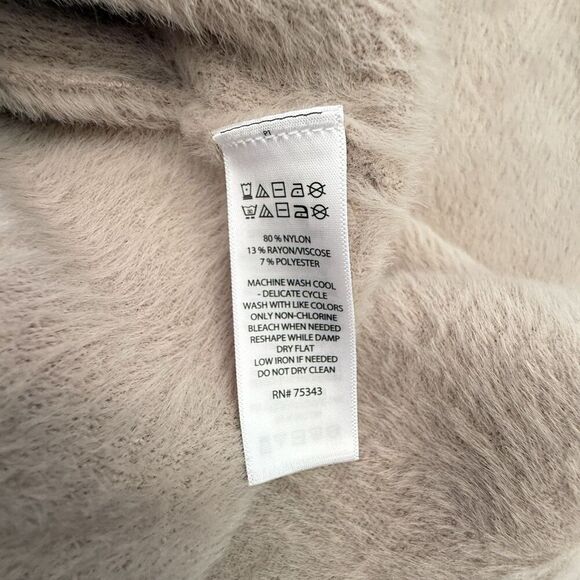 80 % NYLON
13 % RAYON/VISCOSE
7 % POLYESTER
MACHINE WASH COOL
- DELICATE CYCLE
WASH WITH LIKE COLORS
ONLY NON-CHLORINE
BLEACH WHEN NEEDED
RESHAPE WHILE DAMP
DRY FLAT
LOW IRON IF NEEDED
DO NOT DRY CLEAN
RN# 75343